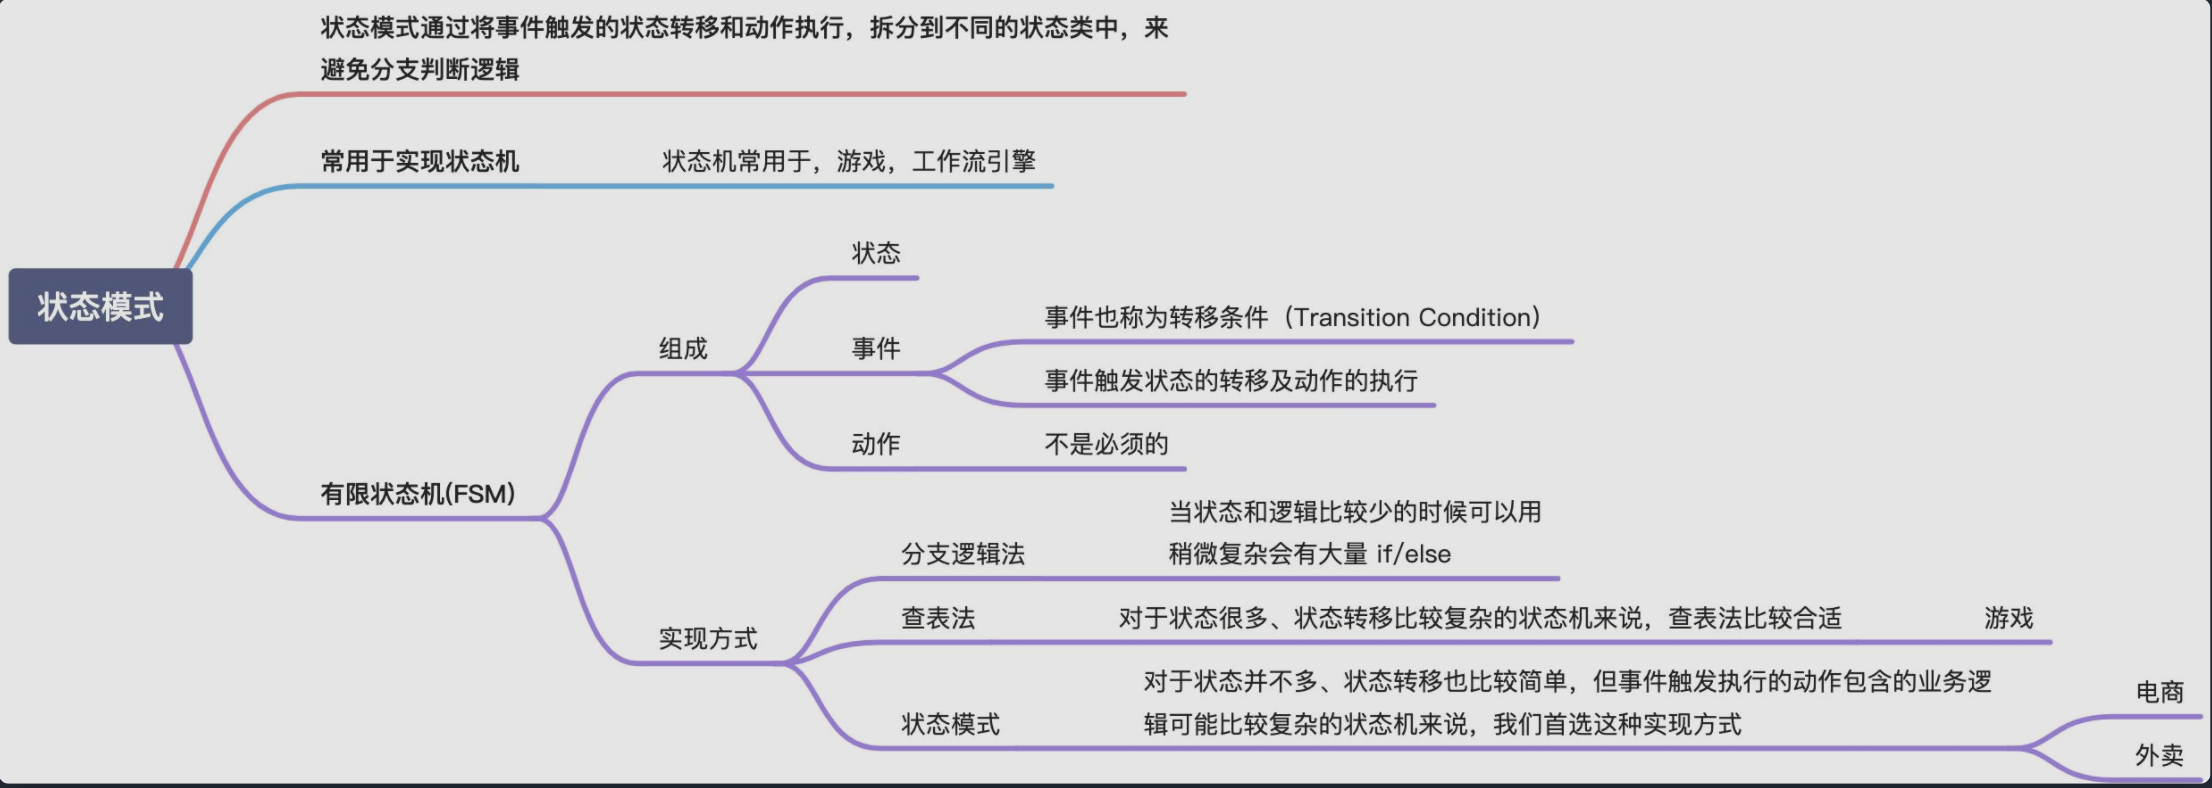 状态模式通过将事件触发的状态转移和动作执行，拆分到不同的状态类中，来
避免分支判断逻辑
常用于实现状态机
状态机常用于，游戏，工作流引擎
状态模式
有限状态机(FSM)
组成
状态
事件
事件也称为转移条件（Transition Condition）
事件触发状态的转移及动作的执行
动作
不是必须的
实现方式
分支逻辑法
当状态和逻辑比较少的时候可以用
稍微复杂会有大量 if/else
查表法
对于状态很多、状态转移比较复杂的状态机来说，查表法比较合适
游戏
状态模式
对于状态并不多、状态转移也比较简单，但事件触发执行的动作包含的业务逻
辑可能比较复杂的状态机来说，我们首选这种实现方式
电商
外卖